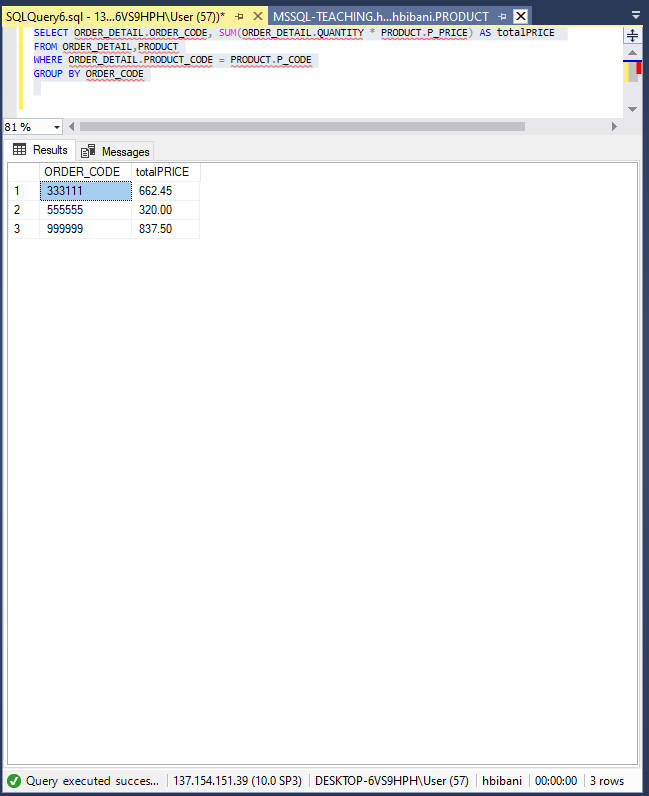 SQLQuery6.sql - 13...6VS9HPH\User (57))* MSSQL-TEACHING.h...hbibani.PRODUCT
SELECT ORDER_DETAIL.ORDER_CODE, SUM(ORDER_DETAIL.QUANTITY * PRODUCT.P_PRICE) AS totalPRICE
FROM ORDER_DETAIL,PRODUCT
WHERE ORDER_DETAIL.PRODUCT_CODE = PRODUCT.P_CODE
GROUP BY ORDER_CODE
81 %
Results Messages
ORDER_CODE totalPRICE
1 333111 662.45
2 555555 320.00
3 999999 837.50
Query executed succes... 137.154.151.39 (10.0 SP3) DESKTOP-6VS9HPH\User (57) hbibani 00:00:00 3 rows